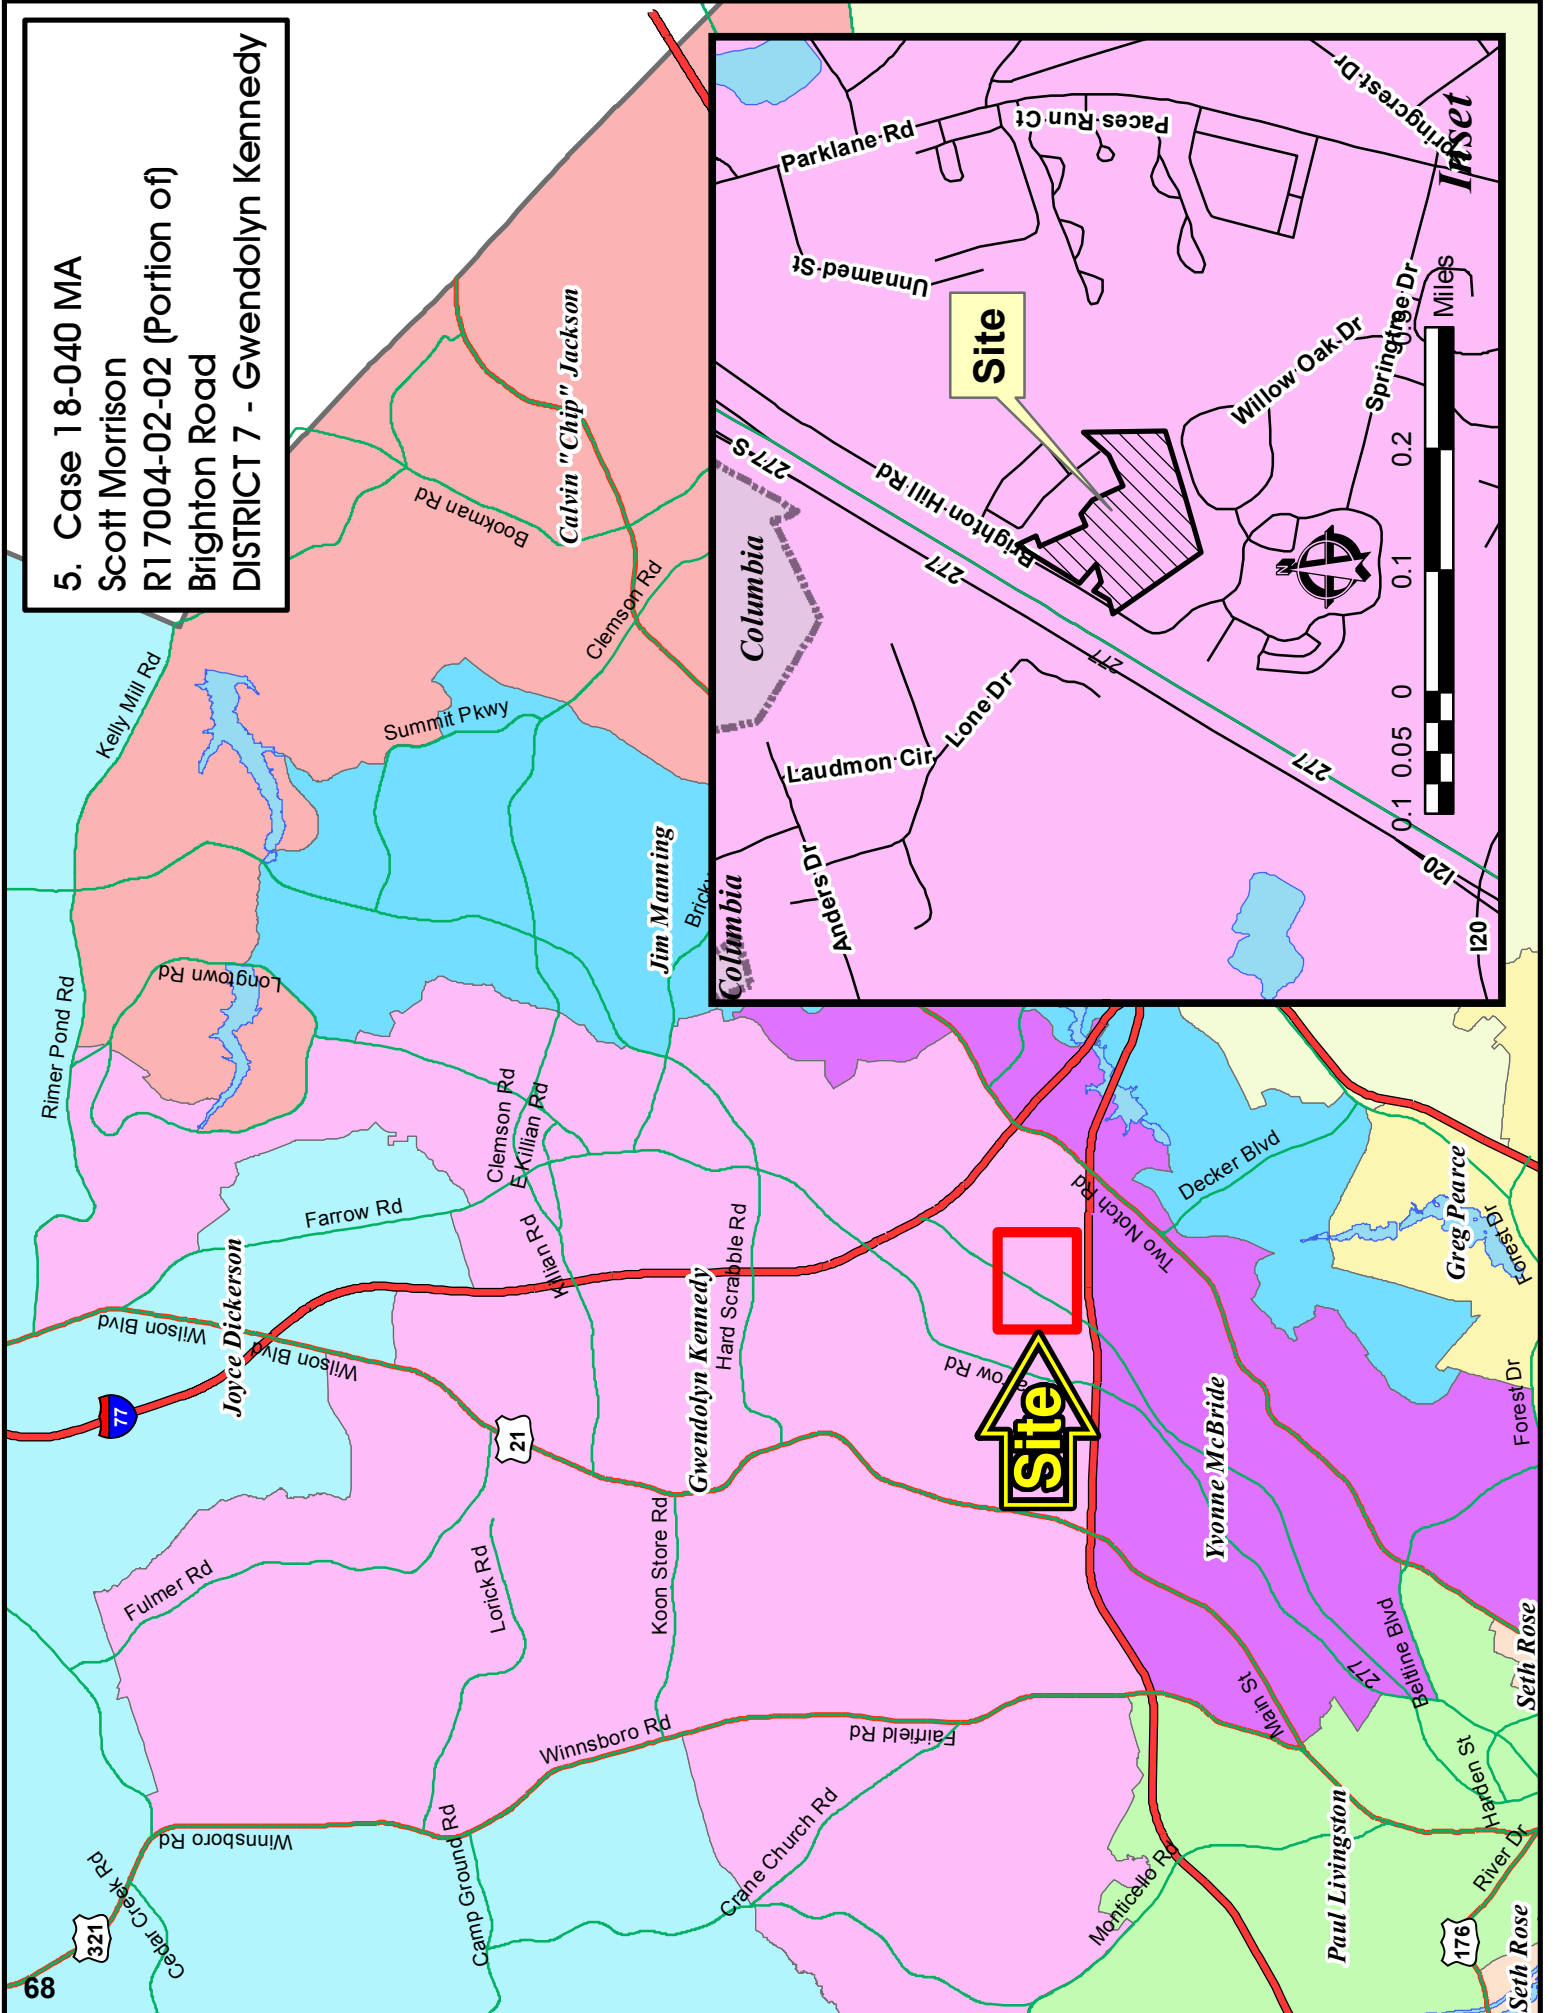 5. Case 18-040 MA
Scott Morrison
R17004-02-02 (Portion of)
Brighton Road
DISTRICT 7 - Gwendolyn Kennedy
68
321
Cedar Creek Rd
Winnsboro Rd
Fulmer Rd
Camp Ground Rd
Lorick Rd
Koon Store Rd
Winnsboro Rd
Fairfield Rd
Crane Church Rd
Monticello Rd
Paul Livingston
176
River Dr
Harden St
Seth Rose
Seth Rose
Main St
277
Beltline Blvd
Yvonne McBride
Forest Dr
Forest Dr
Greg Pearce
Decker Blvd
Two Notch Rd
Site
Hard Scrabble Rd
Gwendolyn Kennedy
21
77
Joyce Dickerson
Wilson Blvd
Wilson Blvd
Farrow Rd
Killian Rd
E Killian Rd
Clemson Rd
Rimer Pond Rd
Longtown Rd
Kelly Mill Rd
Summit Pkwy
Jim Manning
Clemson Rd
Bookman Rd
Calvin "Chip" Jackson
Inset
Columbia
Columbia
Anders Dr
Laudmon Cir
Lone Dr
277-S
277
277
277
I20
I20
Brighton Hill Rd
Site
Unnamed St
Parklane Rd
Paces Run Ct
Springcrest Dr
Willow Oak Dr
Springtree Dr
0.1 0.05 0 0.1 0.2
Miles
N